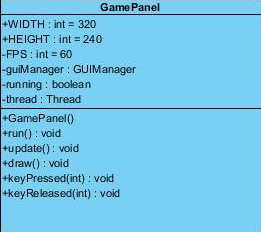 GamePanel
+WIDTH : int = 320
+HEIGHT : int = 240
-FPS : int = 60
-guiManager : GUIManager
-running : boolean
-thread : Thread
+GamePanel()
+run() : void
+update() : void
+draw() : void
+keyPressed(int) : void
+keyReleased(int) : void